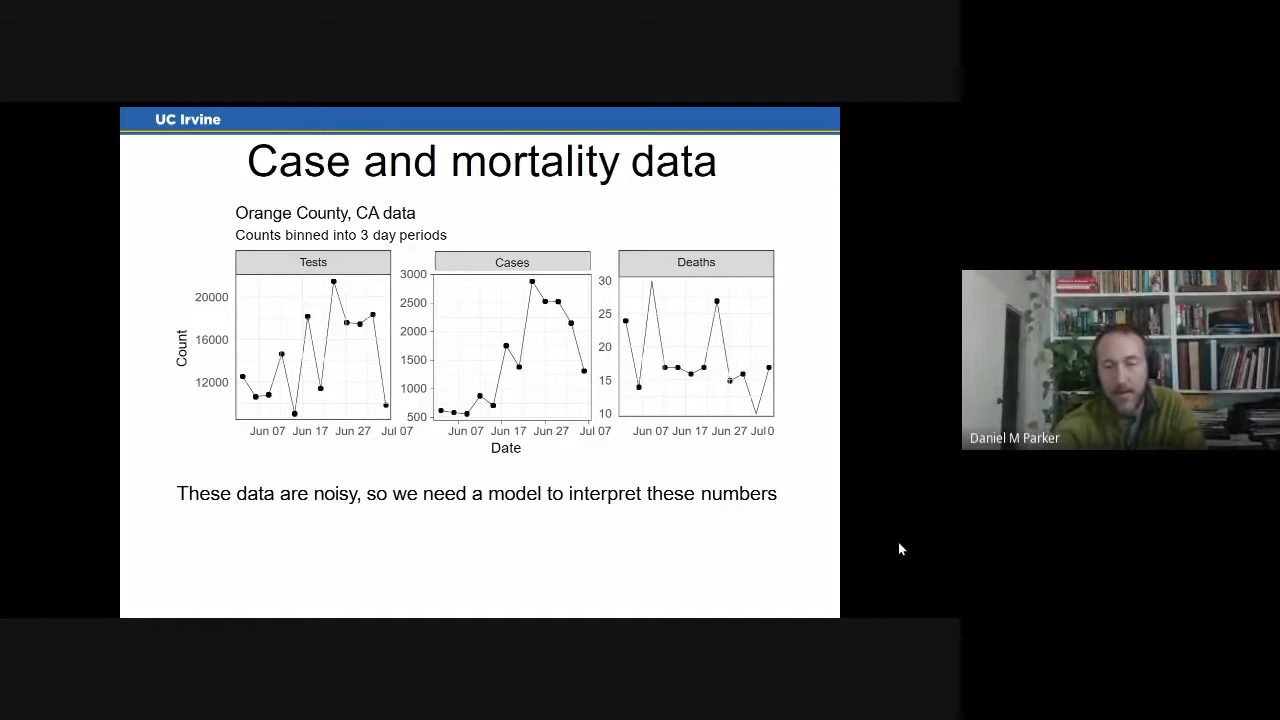 UC Irvine
Case and mortality data
Orange County, CA data
Counts binned into 3 day periods
Tests
Cases
Deaths
Count
20000
16000
12000
3000
2500
2000
1500
1000
500
30
25
20
15
10
Jun 07 Jun 17 Jun 27 Jul 07
Jun 07 Jun 17 Jun 27 Jul 07
Jun 07 Jun 17 Jun 27 Jul 0
Date
These data are noisy, so we need a model to interpret these numbers
Daniel M Parker